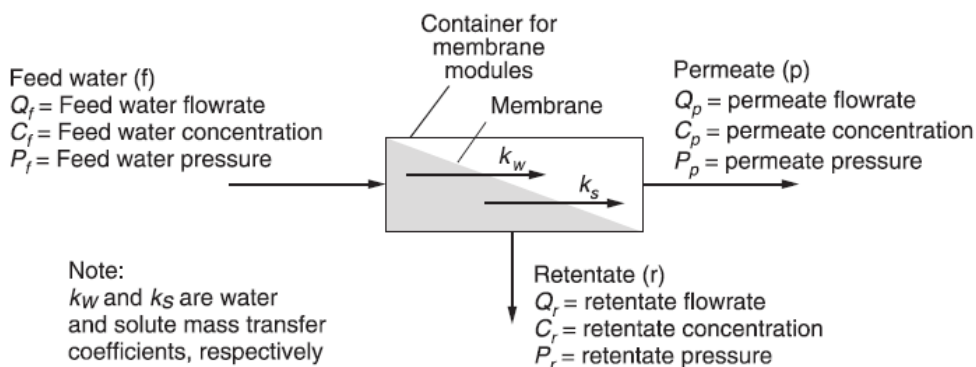 Container for
membrane
modules
Feed water (f)
Q_f = Feed water flowrate
C_f = Feed water concentration
P_f = Feed water pressure
Membrane
k_w
k_s
Permeate (p)
Q_p = permeate flowrate
C_p = permeate concentration
P_p = permeate pressure
Note:
k_W and k_S are water
and solute mass transfer
coefficients, respectively
Retentate (r)
Q_r = retentate flowrate
C_r = retentate concentration
P_r = retentate pressure